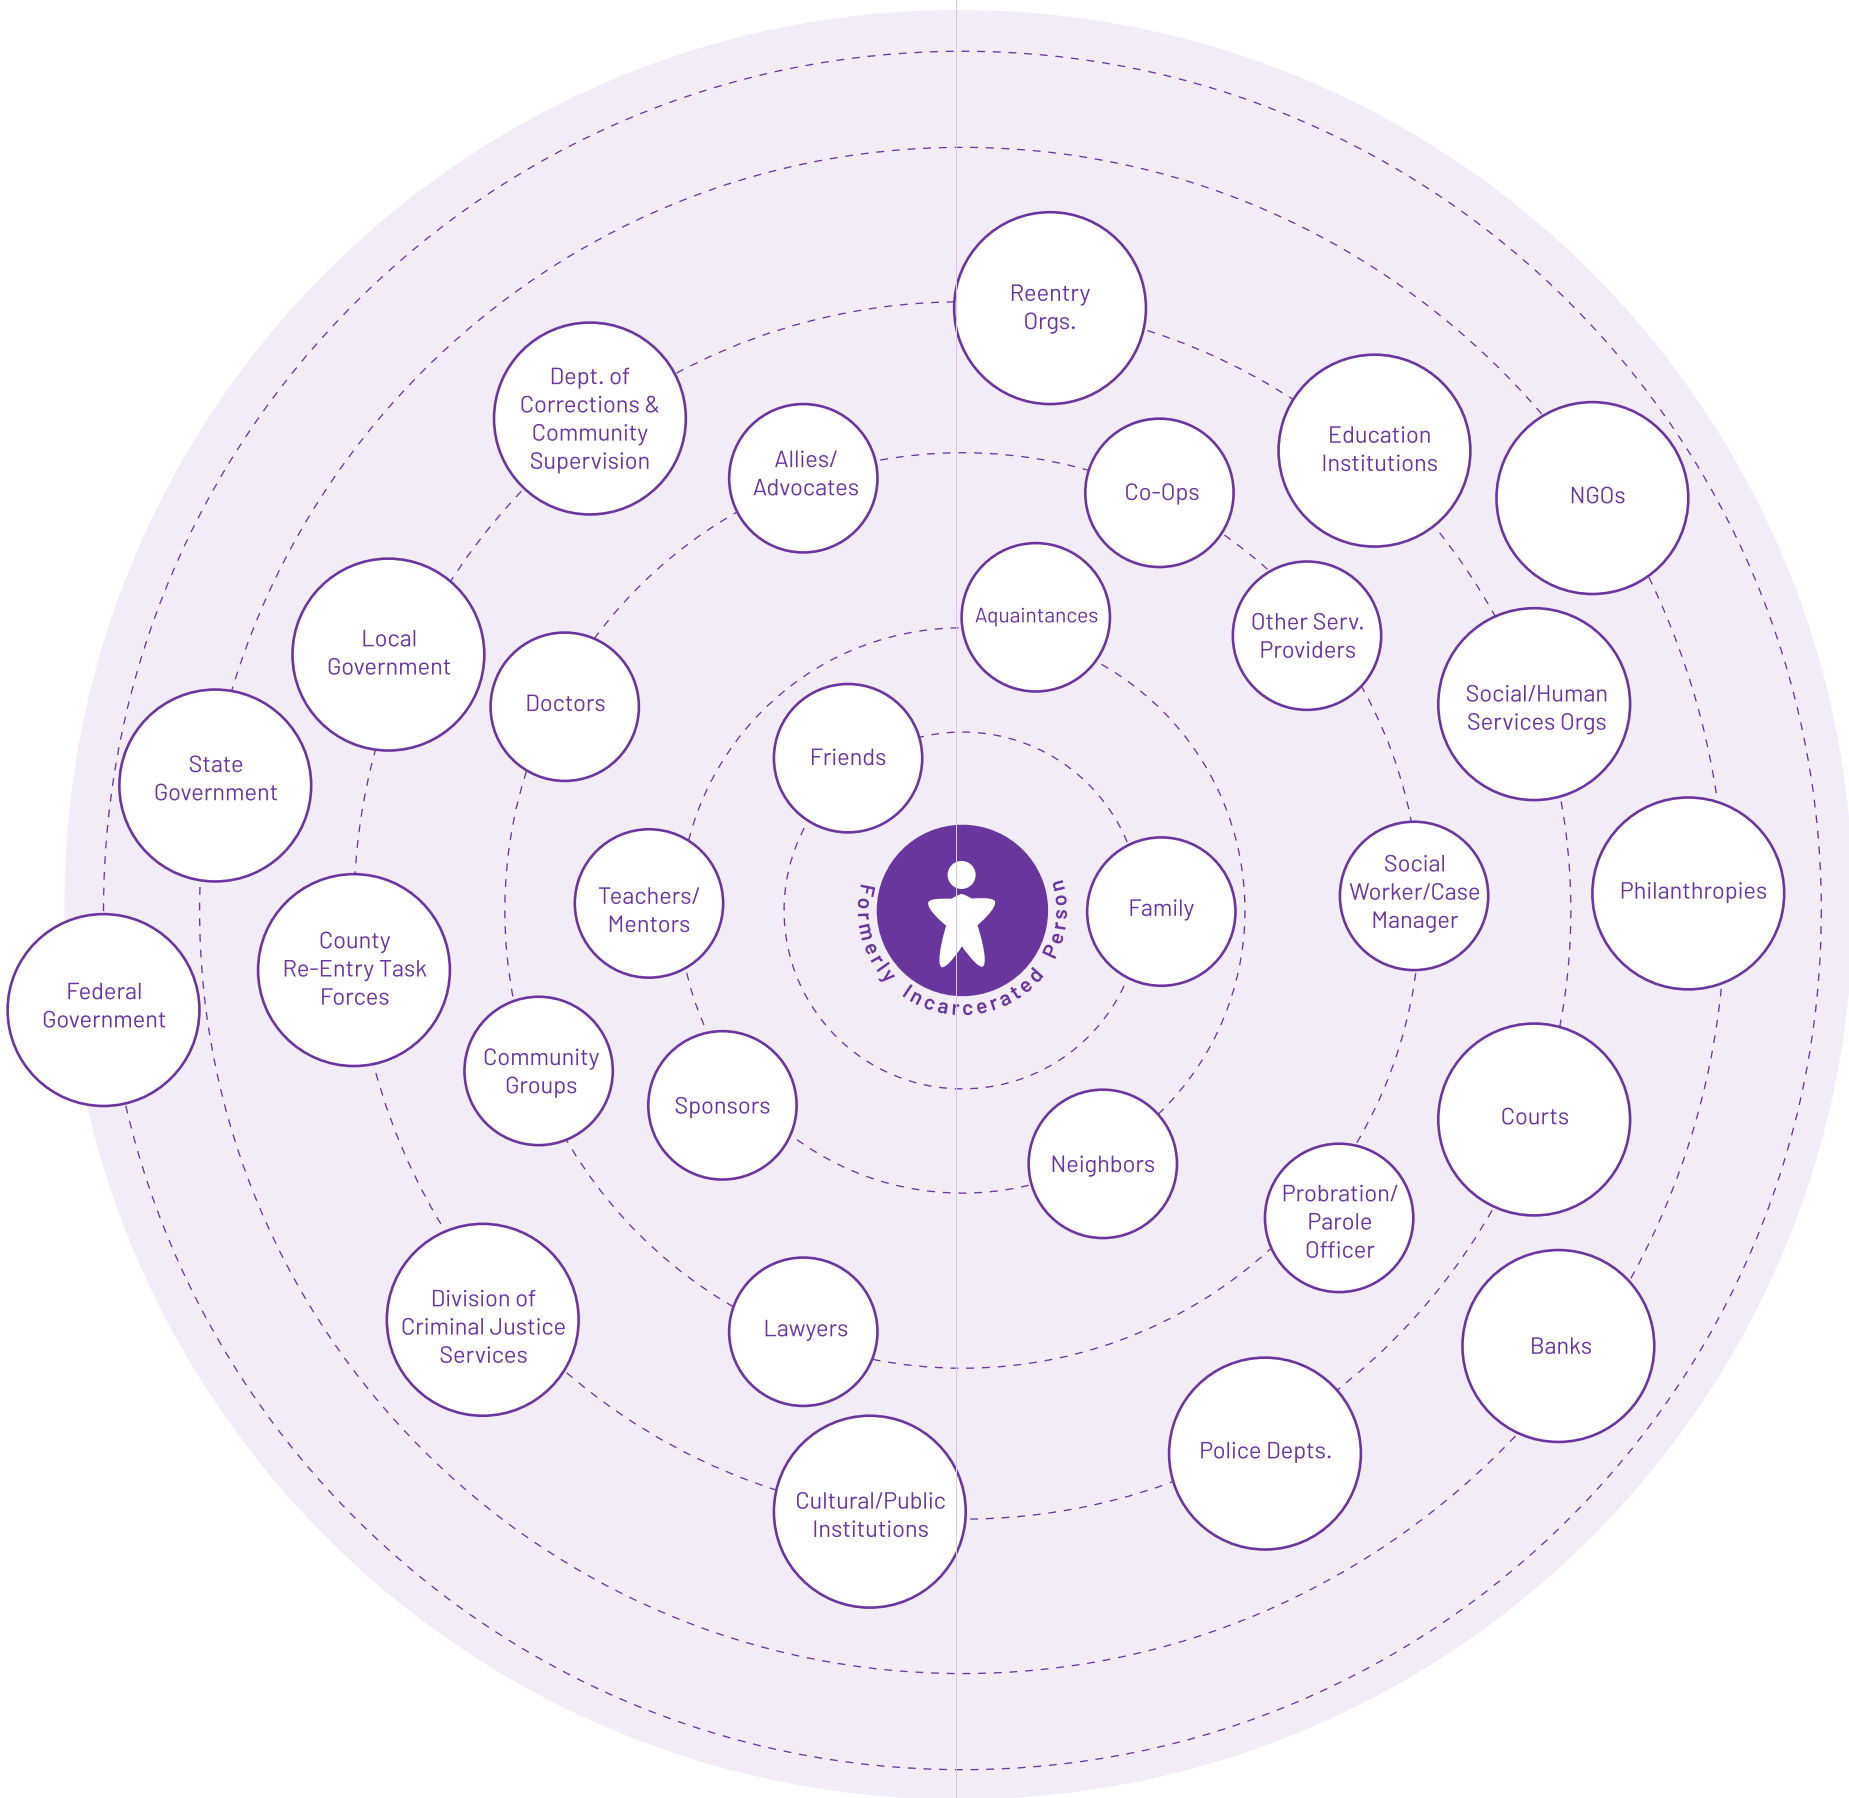 Reentry
Orgs.
Dept. of
Corrections &
Community
Supervision
Education
Institutions
Allies/
Advocates
Co-Ops
NGOs
Aquaintances
Other Serv.
Providers
Local
Government
Doctors
Social/Human
Services Orgs
State
Government
Friends
Teachers/
Mentors
Formerly Incarcerated Person
Family
Social
Worker/Case
Manager
Philanthropies
County
Re-Entry Task
Forces
Federal
Government
Community
Groups
Sponsors
Neighbors
Courts
Probration/
Parole
Officer
Division of
Criminal Justice
Services
Lawyers
Banks
Police Depts.
Cultural/Public
Institutions